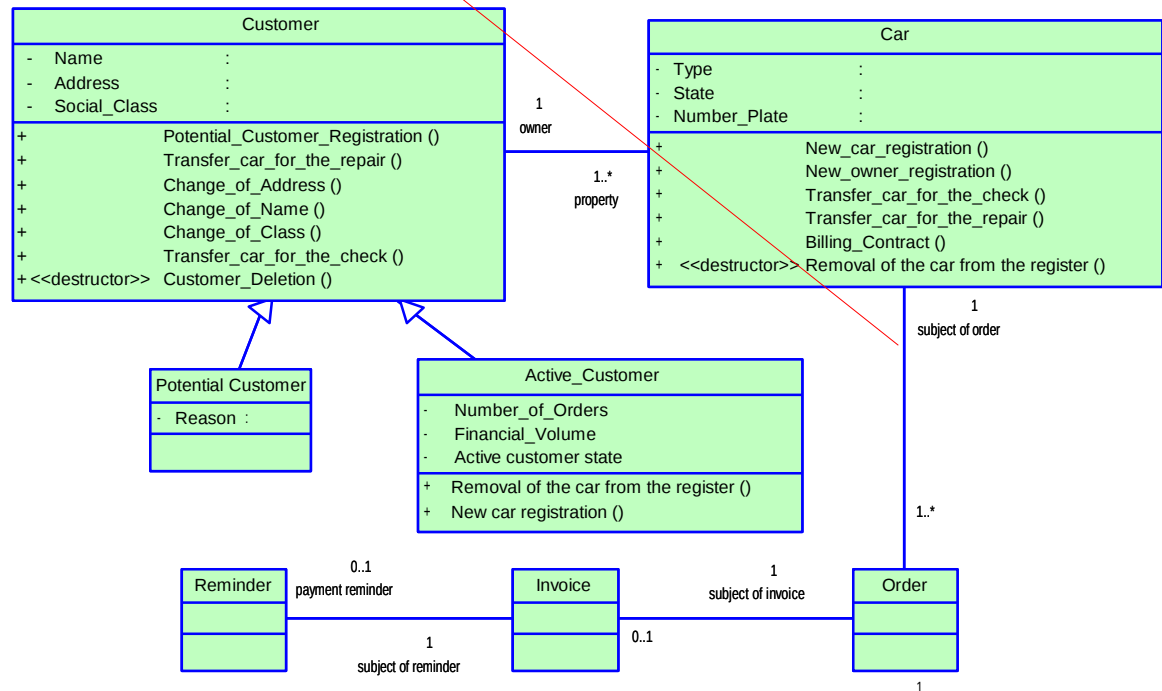 Customer
- Name :
- Address :
- Social_Class :
+ Potential_Customer_Registration ()
+ Transfer_car_for_the_repair ()
+ Change_of_Address ()
+ Change_of_Name ()
+ Change_of_Class ()
+ Transfer_car_for_the_check ()
+ <<destructor>> Customer_Deletion ()
1
owner
1..*
property
Car
- Type :
- State :
- Number_Plate :
+ New_car_registration ()
+ New_owner_registration ()
+ Transfer_car_for_the_check ()
+ Transfer_car_for_the_repair ()
+ Billing_Contract ()
+ <<destructor>> Removal of the car from the register ()
1
subject of order
Potential Customer
- Reason :
Active_Customer
- Number_of_Orders
- Financial_Volume
- Active customer state
+ Removal of the car from the register ()
+ New car registration ()
1..*
Reminder
0..1
payment reminder
1
subject of reminder
Invoice
1
subject of invoice
0..1
Order
1